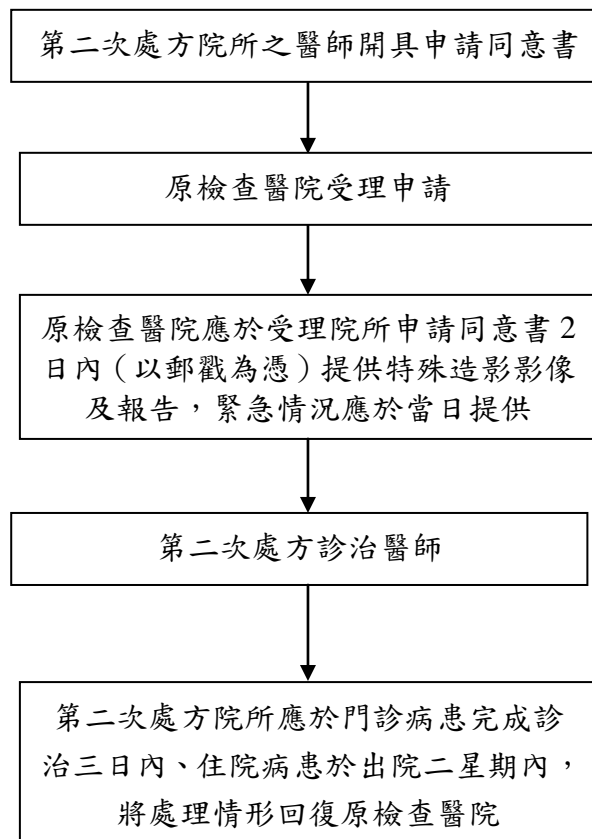 第二次處方院所之醫師開具申請同意書
原檢查醫院受理申請
原檢查醫院應於受理院所申請同意書 2
日內（以郵戳為憑）提供特殊造影影像
及報告，緊急情況應於當日提供
第二次處方診治醫師
第二次處方院所應於門診病患完成診
治三日內、住院病患於出院二星期內，
將處理情形回復原檢查醫院